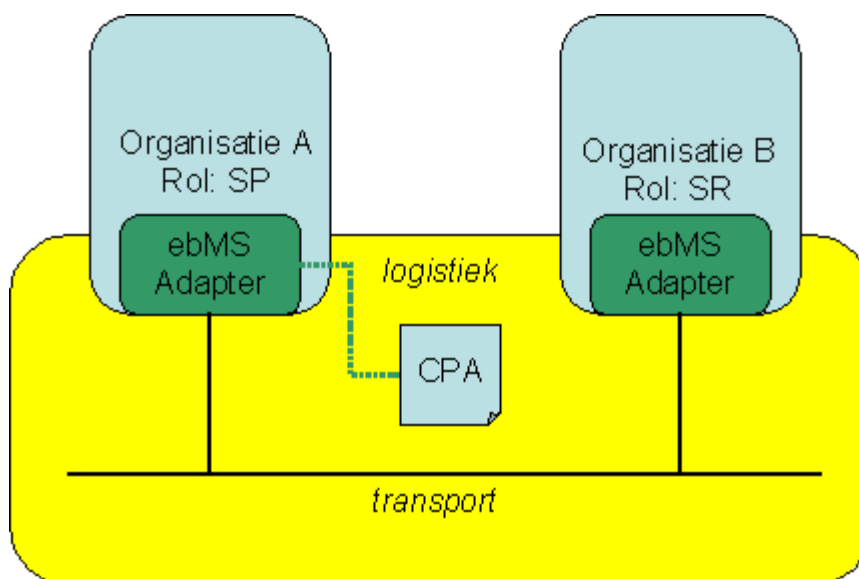 Organisatie A
Rol: SP
ebMS
Adapter
Organisatie B
Rol: SR
ebMS
Adapter
logistiek
CPA
transport